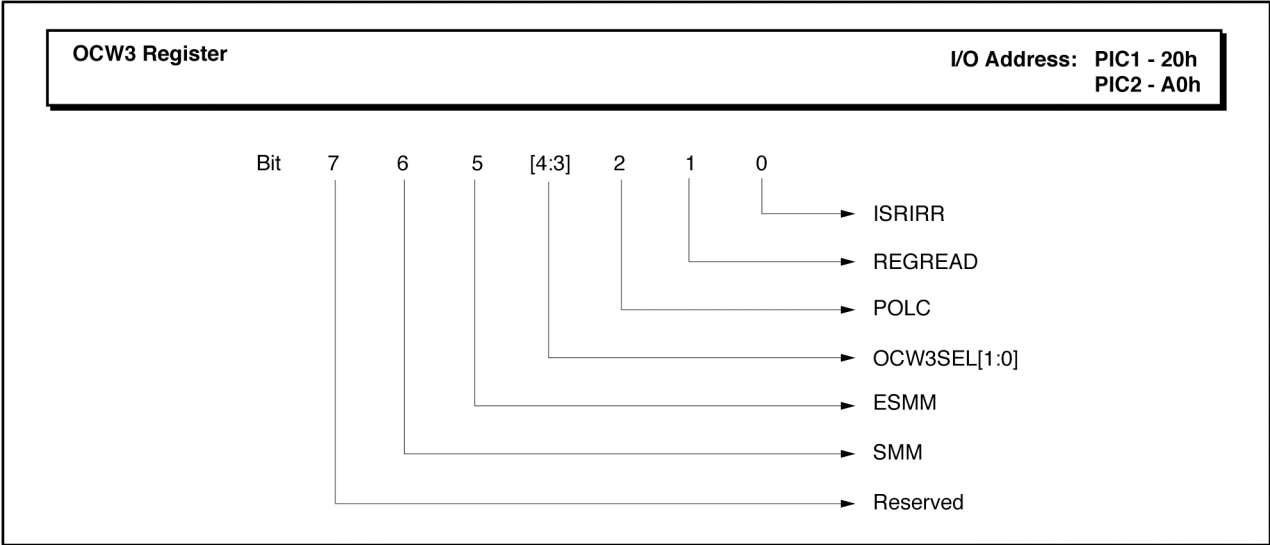 OCW3 Register
I/O Address: PIC1 - 20h
PIC2 - A0h
Bit 7 6 5 [4:3] 2 1 0
ISRIRR
REGREAD
POLC
OCW3SEL[1:0]
ESMM
SMM
Reserved